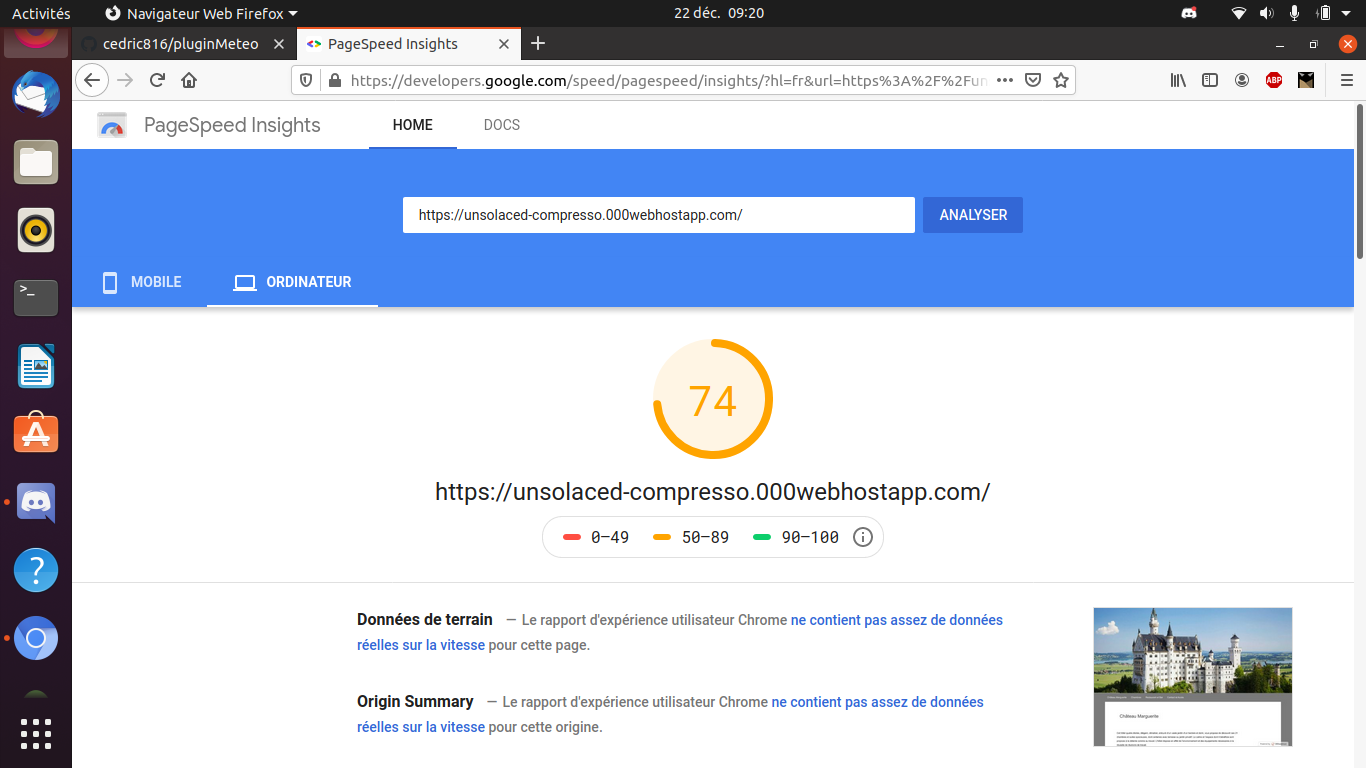 Activités
Navigateur Web Firefox
22 déc. 09:20
cedric816/pluginMeteo
PageSpeed Insights
https://developers.google.com/speed/pagespeed/insights/?hl=fr&url=https%3A%2F%2Fun
ABP
PageSpeed Insights
HOME
DOCS
https://unsolaced-compresso.000webhostapp.com/
ANALYSER
MOBILE
ORDINATEUR
74
https://unsolaced-compresso.000webhostapp.com/
0–49
50–89
90–100
Données de terrain — Le rapport d'expérience utilisateur Chrome ne contient pas assez de données
réelles sur la vitesse pour cette page.
Origin Summary — Le rapport d'expérience utilisateur Chrome ne contient pas assez de données
réelles sur la vitesse pour cette origine.
Château Marguerite